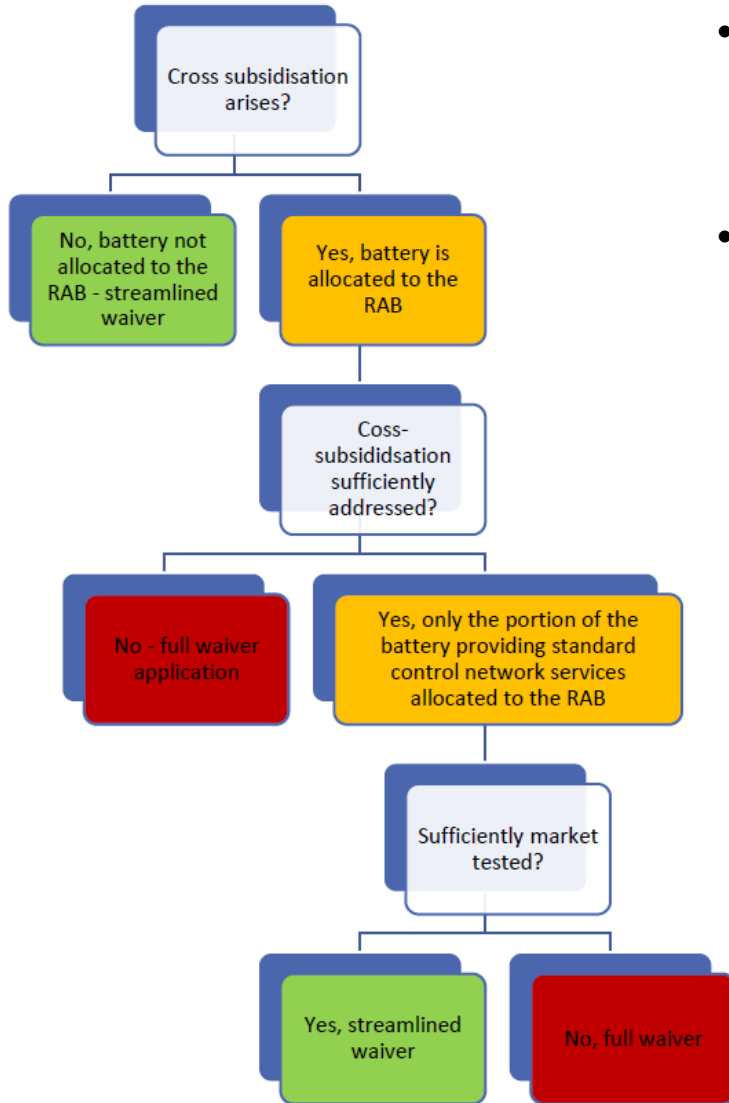 Cross subsidisation
arises?
No, battery not
allocated to the
RAB - streamlined
waiver
Yes, battery is
allocated to the
RAB
Coss-
subsididsation
sufficiently
addressed?
No - full waiver
application
Yes, only the portion of the
battery providing standard
control network services
allocated to the RAB
Sufficiently market
tested?
Yes, streamlined
waiver
No, full waiver